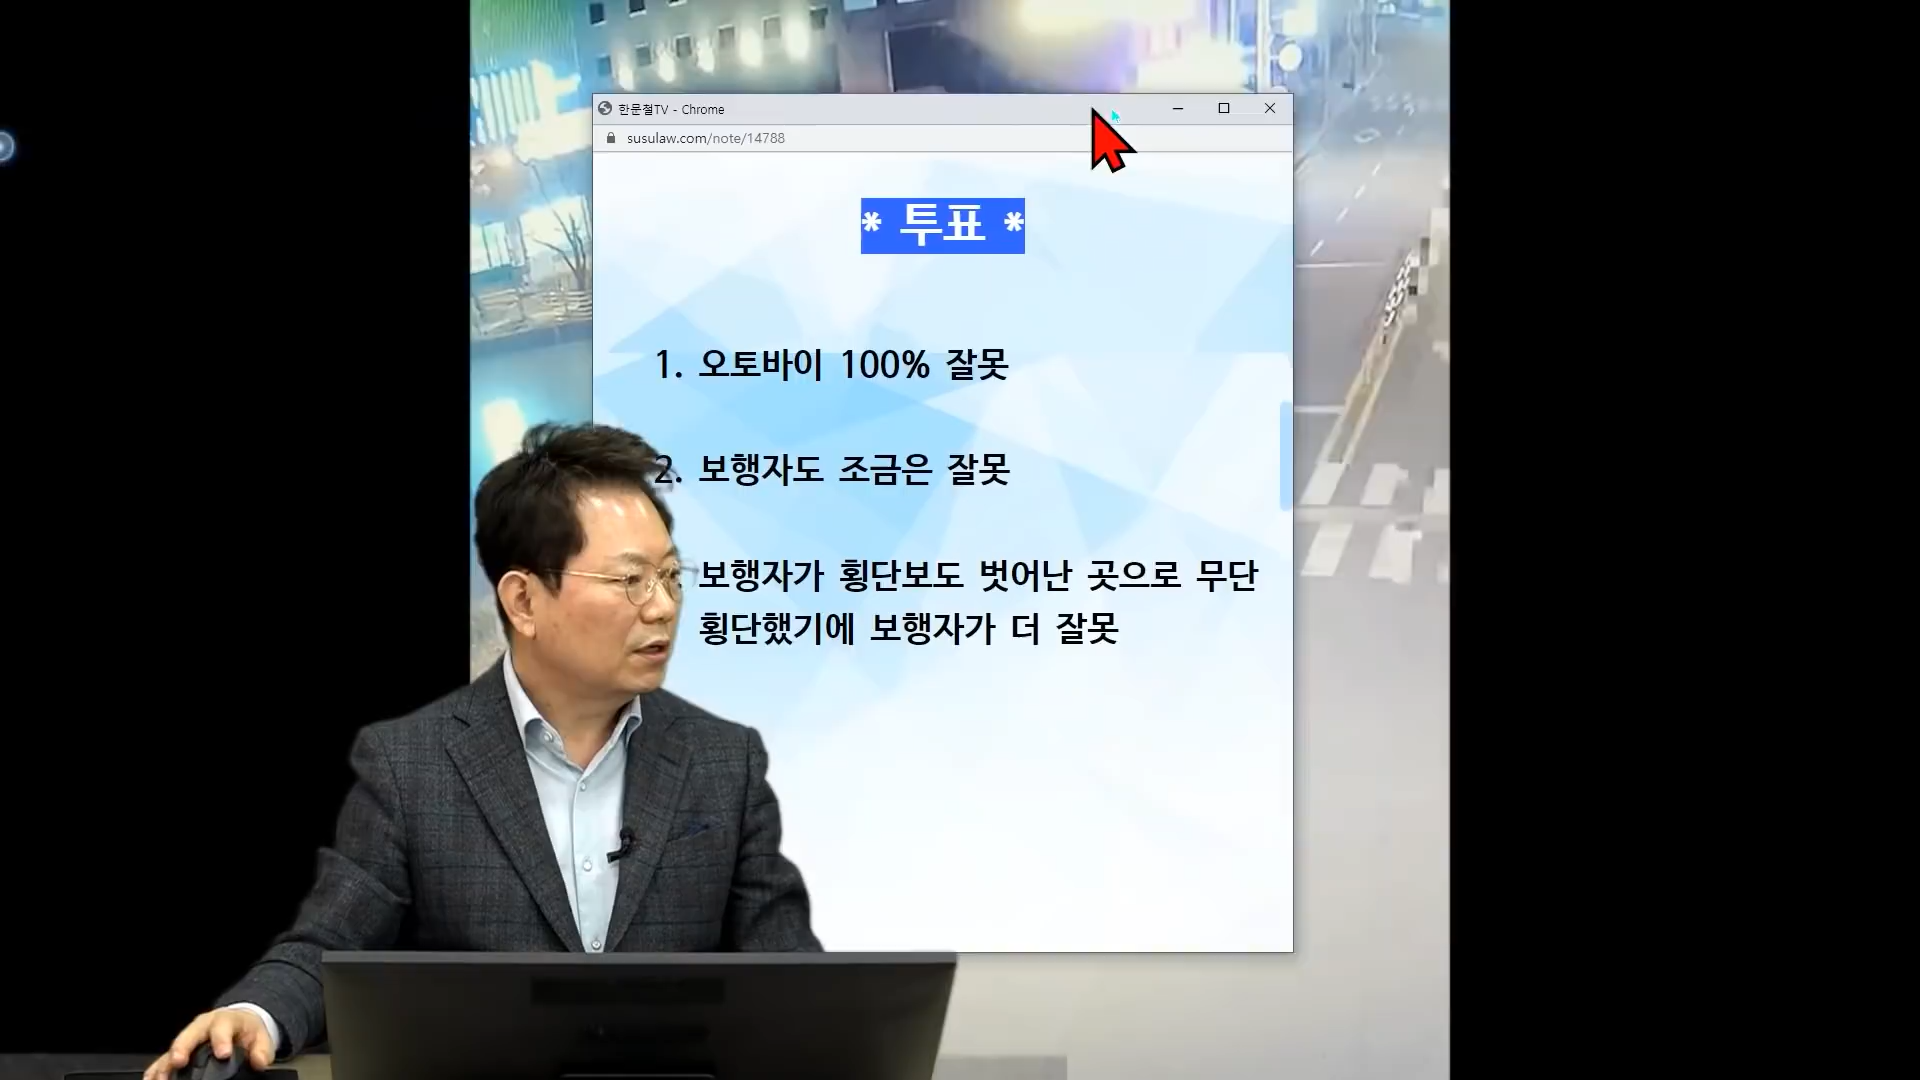 한문철TV - Chrome
susulaw.com/note/14788
* 투표 *
1. 오토바이 100% 잘못
2. 보행자도 조금은 잘못
보행자가 횡단보도 벗어난 곳으로 무단
횡단했기에 보행자가 더 잘못